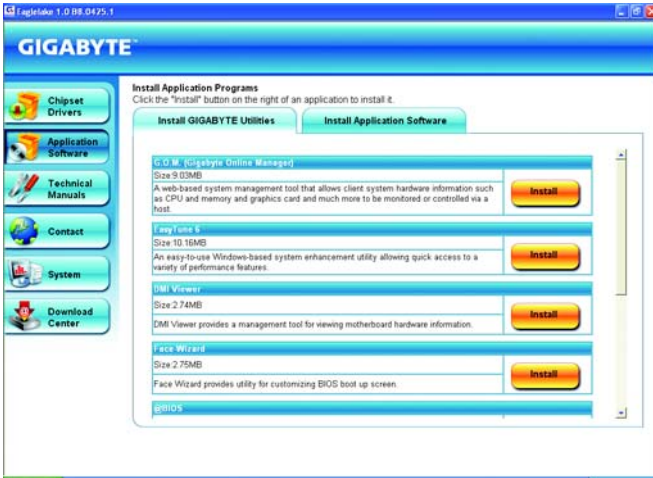 Eaglelake 1.0 B8.0425.1
GIGABYTE™
Chipset
Drivers
Application
Software
Technical
Manuals
Contact
System
Download
Center
Install Application Programs
Click the "Install" button on the right of an application to install it.
Install GIGABYTE Utilities
Install Application Software
G.O.M. (Gigabyte Online Manager)
Size:9.03MB
A web-based system management tool that allows client system hardware information such
as CPU and memory and graphics card and much more to be monitored or controlled via a
host.
Install
EasyTune 6
Size:10.16MB
An easy-to-use Windows-based system enhancement utility allowing quick access to a
variety of performance features.
Install
DMI Viewer
Size:2.74MB
DMI Viewer provides a management tool for viewing motherboard hardware information.
Install
Face Wizard
Size:2.75MB
Face Wizard provides utility for customizing BIOS boot up screen.
Install
@BIOS